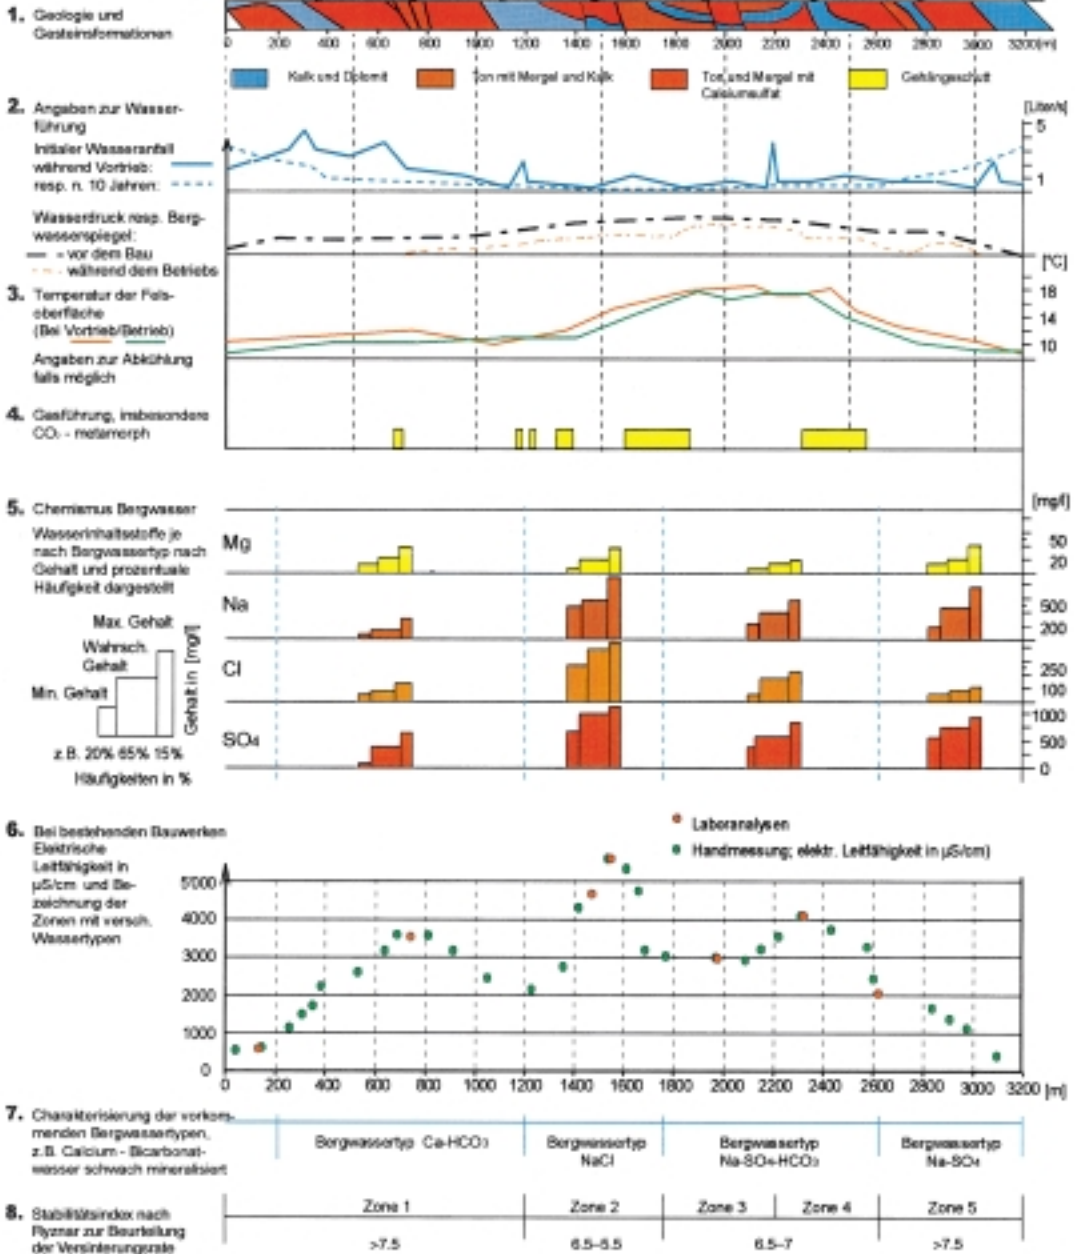 1. Geologie und
Gesteinsformationen
0 200 400 600 800 1000 1200 1400 1600 1800 2000 2200 2400 2600 2800 3000 3200[m]
Kalk und Dolomit
Ton mit Mergel und Kalk
Ton und Mergel mit
Calciumsulfat
Gehängeschutt
2. Angaben zur Wasser-
führung
Initialer Wasseranfall
während Vortrieb:
resp. n. 10 Jahren:
[Liter/s]
5
1
Wasserdruck resp. Berg-
wasserspiegel:
- vor dem Bau
- während dem Betriebs
3. Temperatur der Fels-
oberfläche
(Bei Vortrieb/Betrieb)
Angaben zur Abkühlung
falls möglich
[°C]
18
14
10
4. Gasführung, insbesondere
CO₂ - metamorph
5. Chemismus Bergwasser
Wasserinhaltsstoffe je
nach Bergwassertyp nach
Gehalt und prozentuale
Häufigkeit dargestellt
Max. Gehalt
Wahrsch.
Gehalt
Min. Gehalt
Gehalt in [mg/l]
z.B. 20% 65% 15%
Häufigkeiten in %
[mg/l]
Mg
50
20
Na
500
200
Cl
250
100
SO₄
1000
500
0
6. Bei bestehenden Bauwerken
Elektrische
Leitfähigkeit in
µS/cm und Be-
zeichnung der
Zonen mit versch.
Wassertypen
Laboranalysen
Handmessung; elektr. Leitfähigkeit in µS/cm)
5'000
4000
3000
2000
1000
0
0 200 400 600 800 1000 1200 1400 1600 1800 2000 2200 2400 2600 2800 3000 3200 [m]
7. Charakterisierung der vorkom-
menden Bergwassertypen,
z.B. Calcium - Bicarbonat-
wasser schwach mineralisiert
Bergwassertyp Ca-HCO₃
Bergwassertyp
NaCl
Bergwassertyp
Na-SO₄-HCO₃
Bergwassertyp
Na-SO₄
8. Stabilitätsindex nach
Ryznar zur Beurteilung
der Versinterungsrate
Zone 1 Zone 2 Zone 3 Zone 4 Zone 5
>7.5 6.5–5.5 6.5–7 >7.5